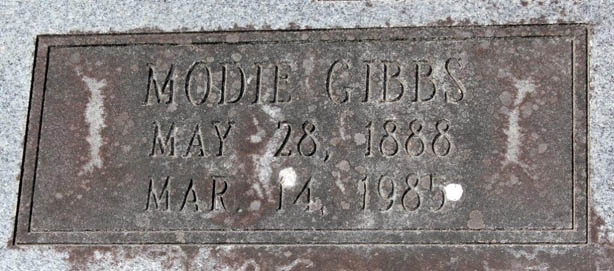 MODIE GIBBS
MAY 28, 1888
MAR. 14, 1985